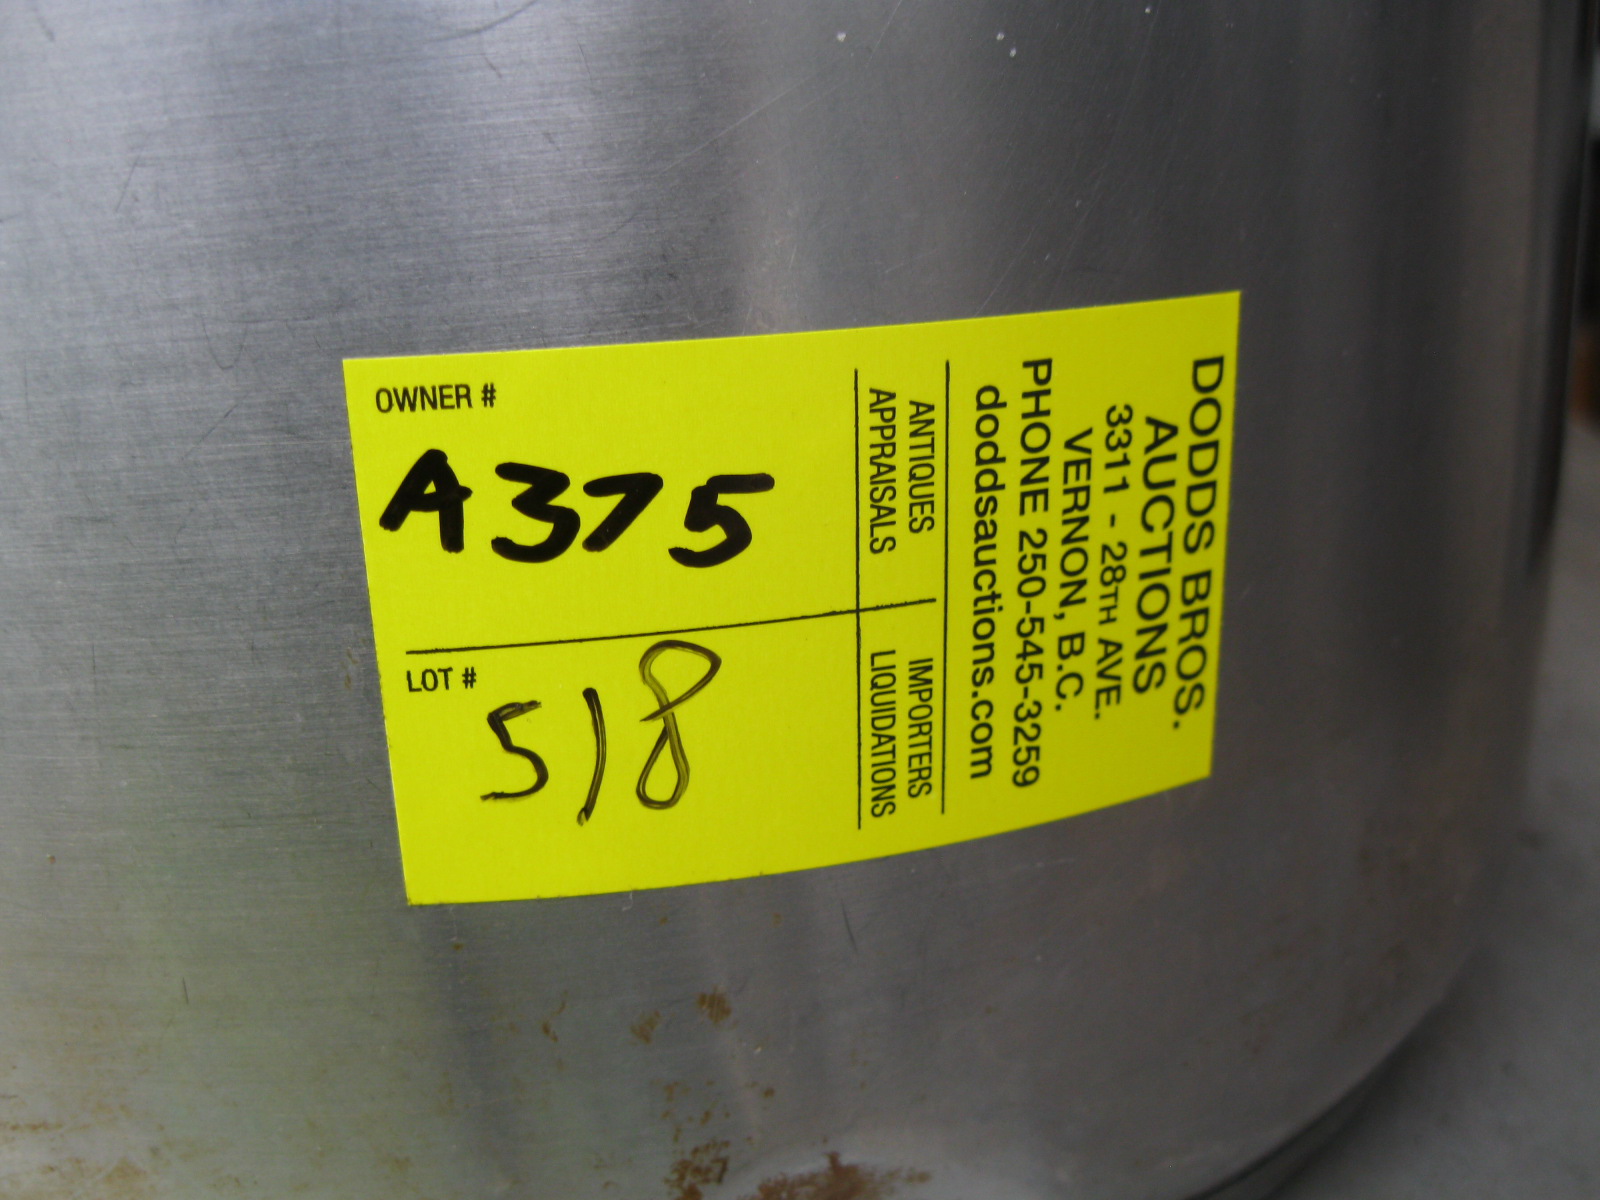 OWNER #
A375
LOT #
518
DODDS BROS.
AUCTIONS
3311 - 28TH AVE.
VERNON, B.C.
PHONE 250-545-3259
doddsauctions.com
ANTIQUES IMPORTERS
APPRAISALS LIQUIDATIONS